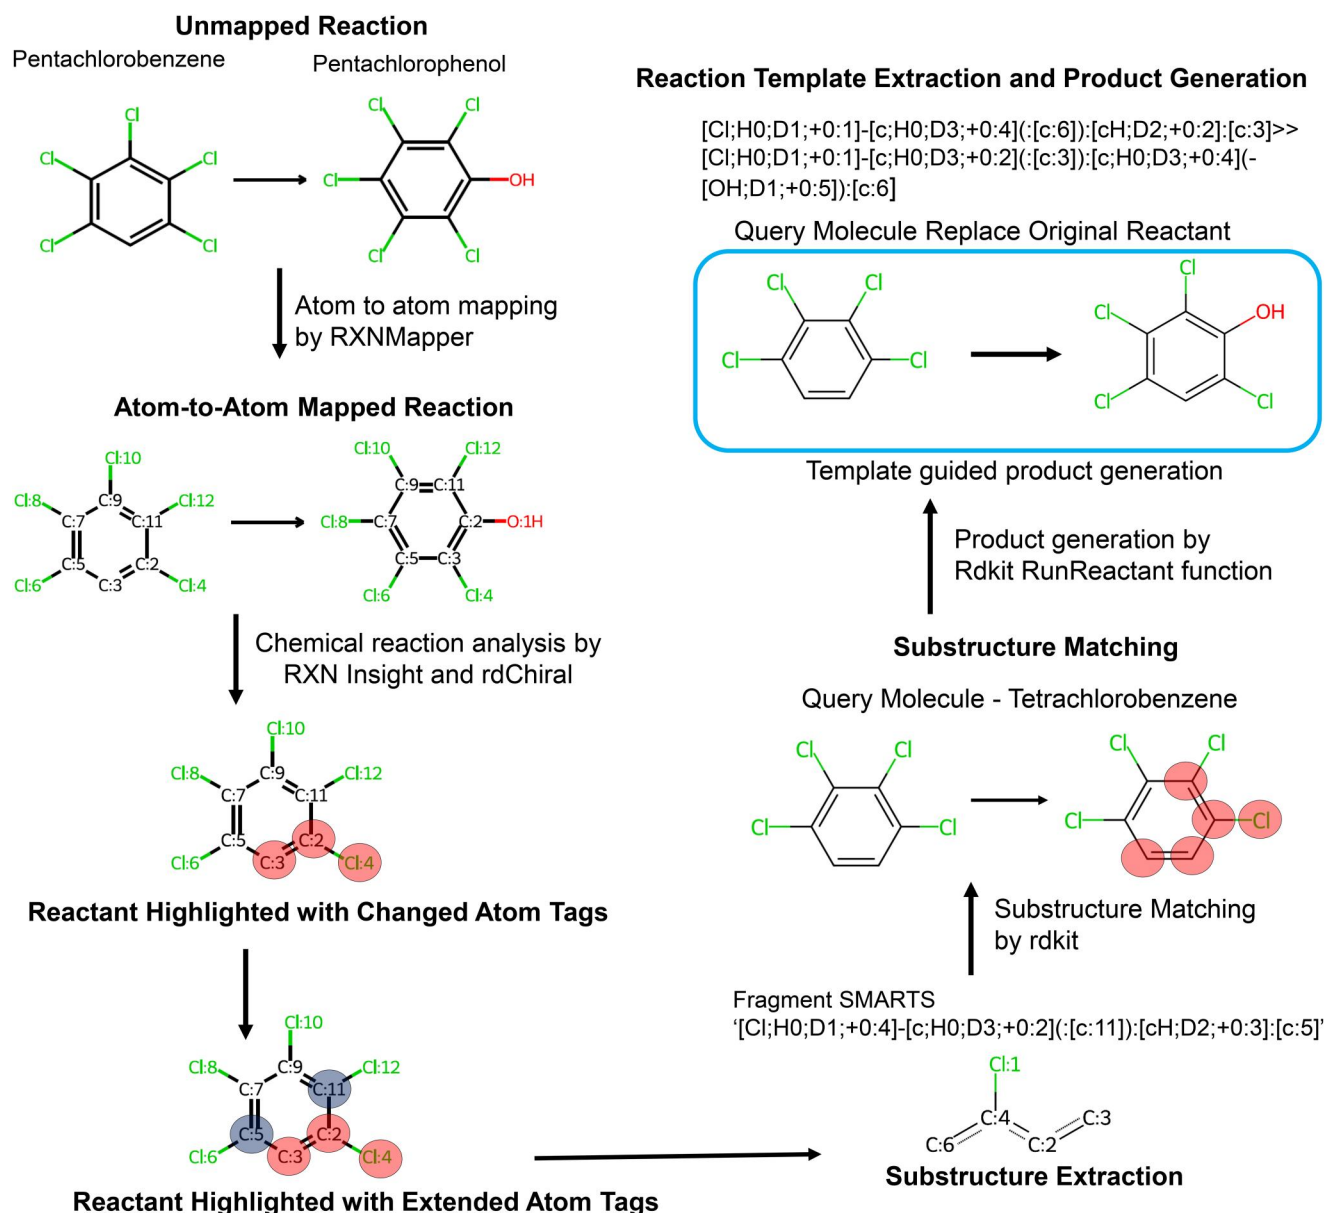 Unmapped Reaction
Pentachlorobenzene
Pentachlorophenol
Cl
Cl
Cl
Cl
Cl
Cl
Cl
Cl
OH
Cl
Cl
Atom to atom mapping
by RXNMapper
Atom-to-Atom Mapped Reaction
Cl:10
Cl:8
C:9
Cl:12
C:7
C:11
C:5
C:2
Cl:6
C:3
Cl:4
Cl:10
Cl:12
C:9
C:11
Cl:8
C:7
C:2
O:1H
C:5
C:3
Cl:6
Cl:4
Chemical reaction analysis by
RXN Insight and rdChiral
Cl:10
Cl:8
C:9
Cl:12
C:7
C:11
C:5
C:2
Cl:6
C:3
Cl:4
Reactant Highlighted with Changed Atom Tags
Cl:10
Cl:8
C:9
Cl:12
C:7
C:11
C:5
C:2
Cl:6
C:3
Cl:4
Reactant Highlighted with Extended Atom Tags
Reaction Template Extraction and Product Generation
[Cl;H0;D1;+0:1]-[c;H0;D3;+0:4](:[c:6]):[cH;D2;+0:2]:[c:3]>>
[Cl;H0;D1;+0:1]-[c;H0;D3;+0:2](:[c:3]):[c;H0;D3;+0:4](-
[OH;D1;+0:5]):[c:6]
Query Molecule Replace Original Reactant
Cl
Cl
Cl
Cl
Cl
Cl
OH
Cl
Cl
Template guided product generation
Product generation by
Rdkit RunReactant function
Substructure Matching
Query Molecule - Tetrachlorobenzene
Cl
Cl
Cl
Cl
Cl
Cl
Cl
Cl
Substructure Matching
by rdkit
Fragment SMARTS
‘[Cl;H0;D1;+0:4]-[c;H0;D3;+0:2](:[c:11]):[cH;D2;+0:3]:[c:5]’
Cl:1
C:4
C:3
C:6
C:2
Substructure Extraction